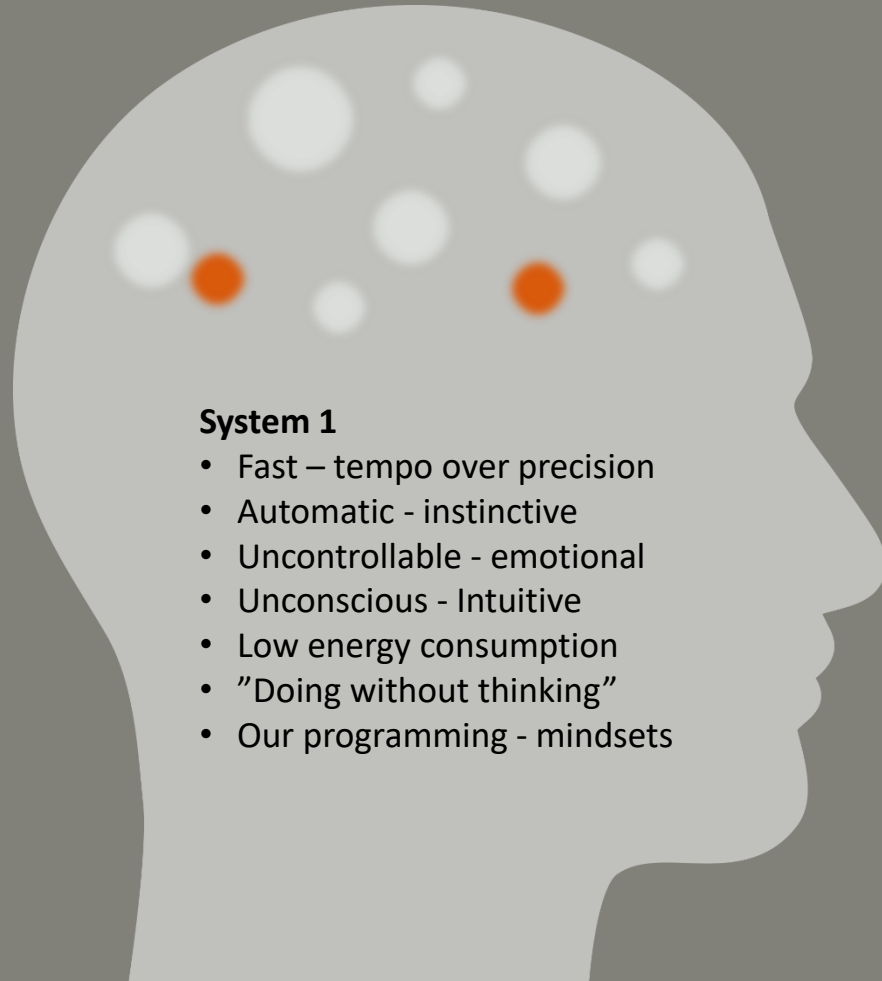 System 1
• Fast – tempo over precision
• Automatic - instinctive
• Uncontrollable - emotional
• Unconscious - Intuitive
• Low energy consumption
• ”Doing without thinking”
• Our programming - mindsets